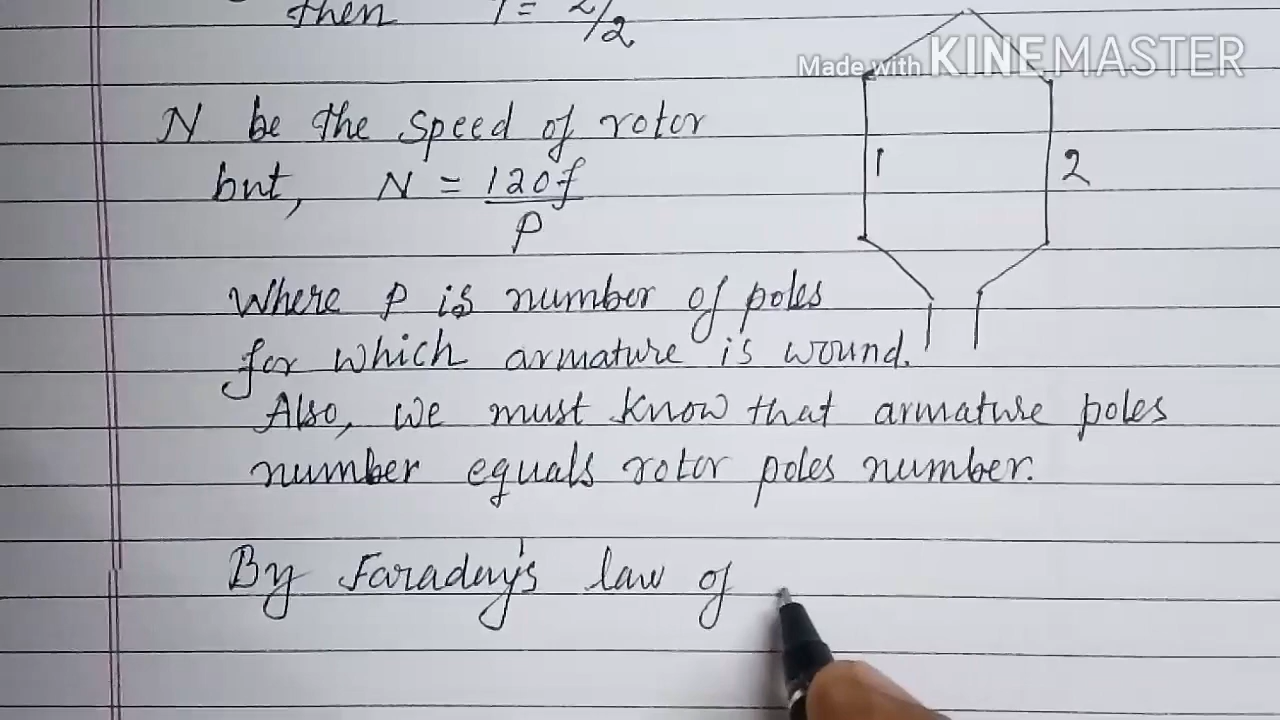 then T = Z/2
Made with KINEMASTER
N be the speed of rotor
but, N = 120f
P
1
2
Where P is number of poles
for which armature is wound.
Also, we must know that armature poles
number equals rotor poles number.
By Faraday's law of